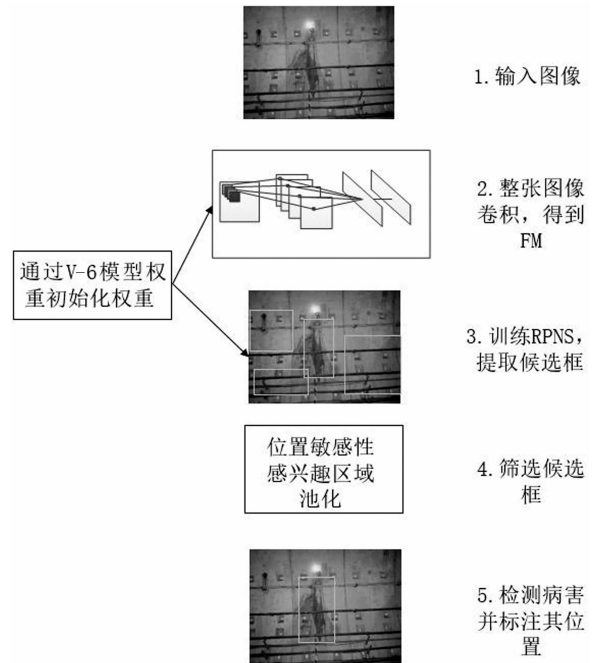 1.输入图像
2.整张图像
卷积，得到
FM
通过V-6模型权
重初始化权重
3.训练RPNS，
提取候选框
位置敏感性
感兴趣区域
池化
4.筛选候选
框
5.检测病害
并标注其位
置